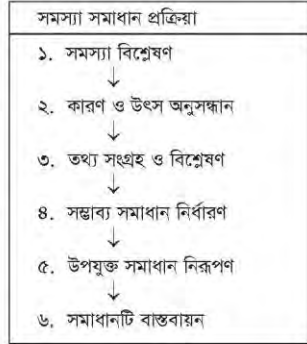 সমস্যা সমাধান প্রক্রিয়া
১. সমস্যা বিশ্লেষণ
২. কারণ ও উৎস অনুসন্ধান
৩. তথ্য সংগ্রহ ও বিশ্লেষণ
৪. সম্ভাব্য সমাধান নির্ধারণ
৫. উপযুক্ত সমাধান নিরূপণ
৬. সমাধানটি বাস্তবায়ন